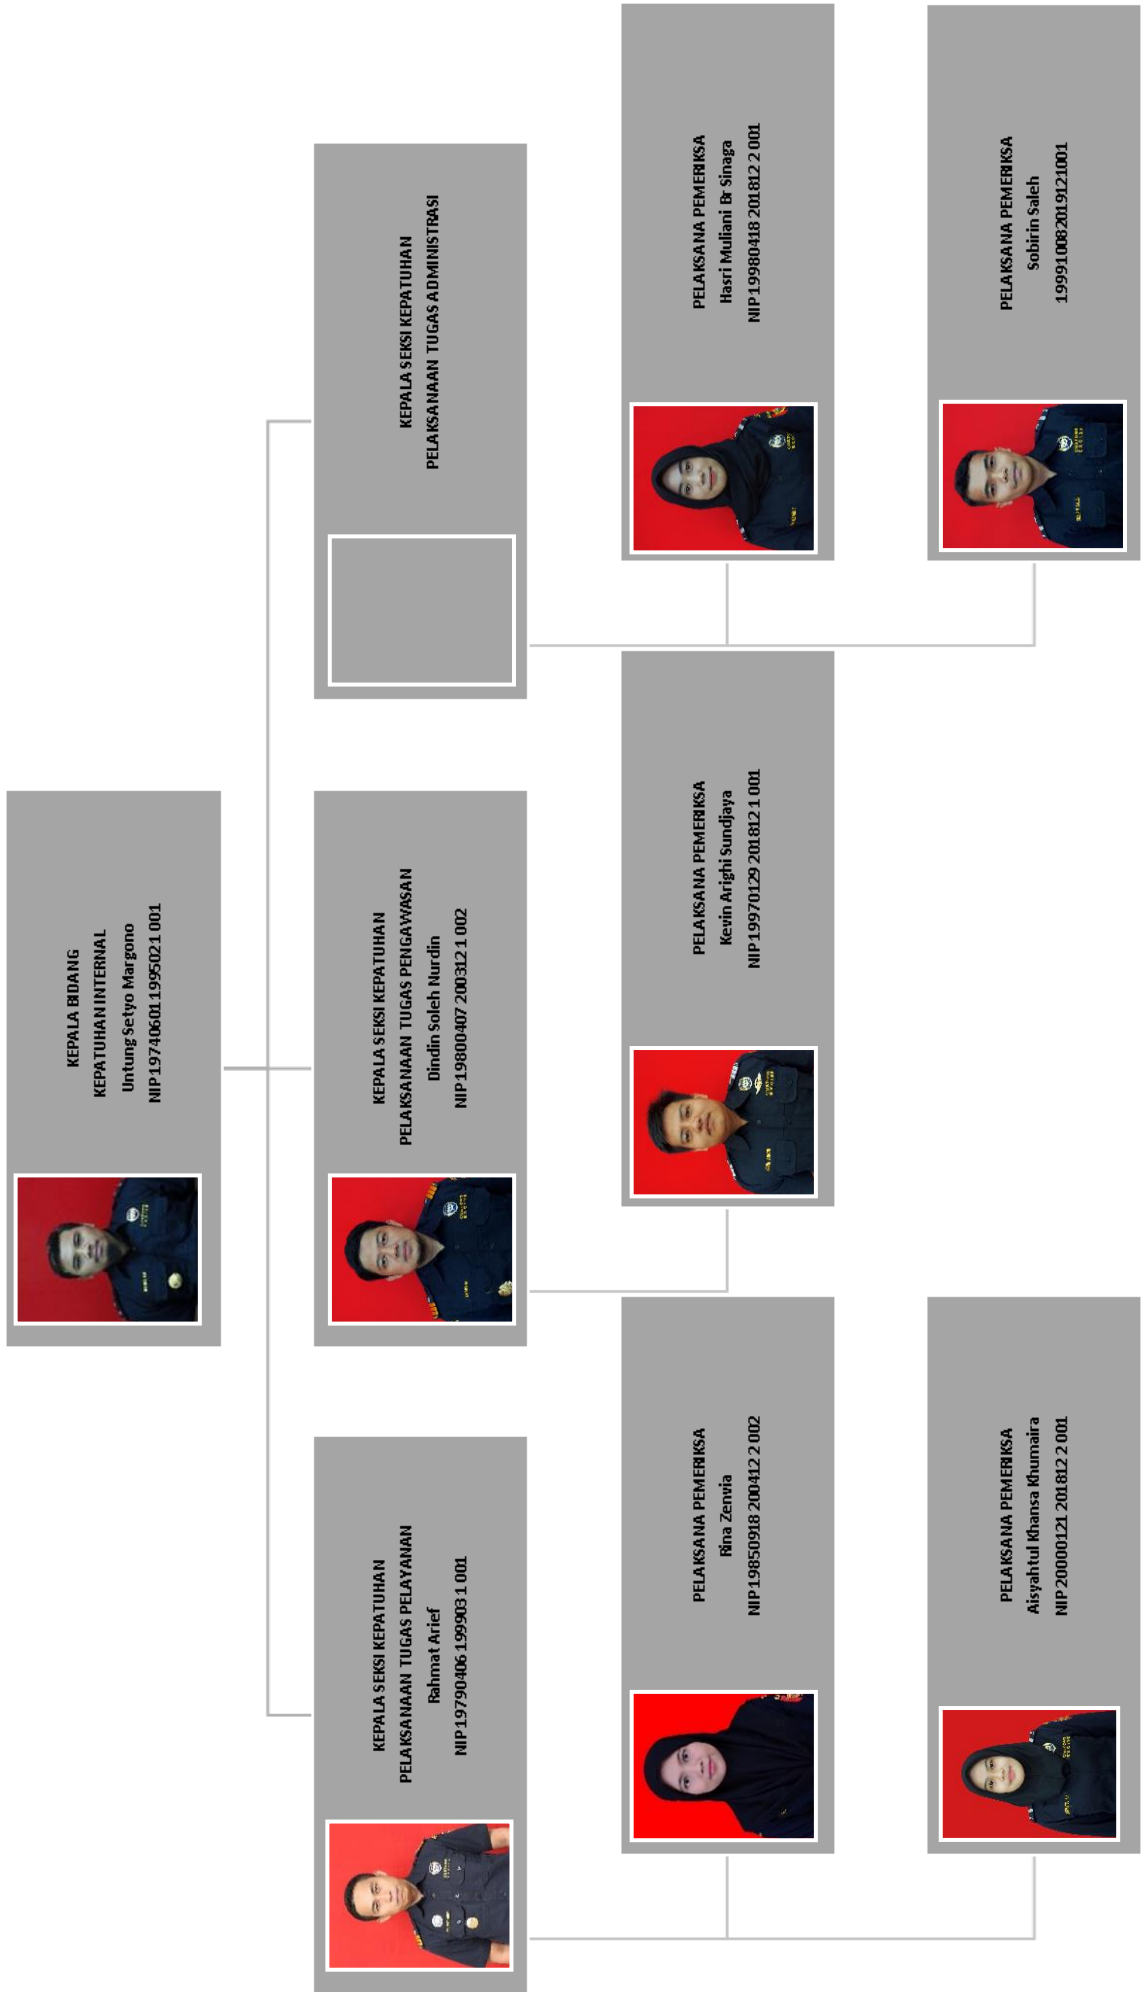 KEPALA BIDANG
KEPATUHAN INTERNAL
Untung Setyo Margono
NIP 197406011995021 001
KEPALA SEKSI KEPATUHAN
PELAKSANAAN TUGAS PELAYANAN
Rahmat Arief
NIP 19790406 199903 1 001
KEPALA SEKSI KEPATUHAN
PELAKSANAAN TUGAS PENGAWASAN
Dindin Soleh Nurdin
NIP 19800407 200312 1 002
KEPALA SEKSI KEPATUHAN
PELAKSANAAN TUGAS ADMINISTRASI
PELAKSANA PEMERIKSA
Rina Zenvia
NIP 19850918 200412 2 002
PELAKSANA PEMERIKSA
Kevin Arighi Sundjaya
NIP 19970129 201812 1 001
PELAKSANA PEMERIKSA
Hasri Muliani Br Sinaga
NIP 19980418 201812 2 001
PELAKSANA PEMERIKSA
Aisyahtul Khansa Khumaira
NIP 20000121 201812 2 001
PELAKSANA PEMERIKSA
Sobirin Saleh
199910082019121001